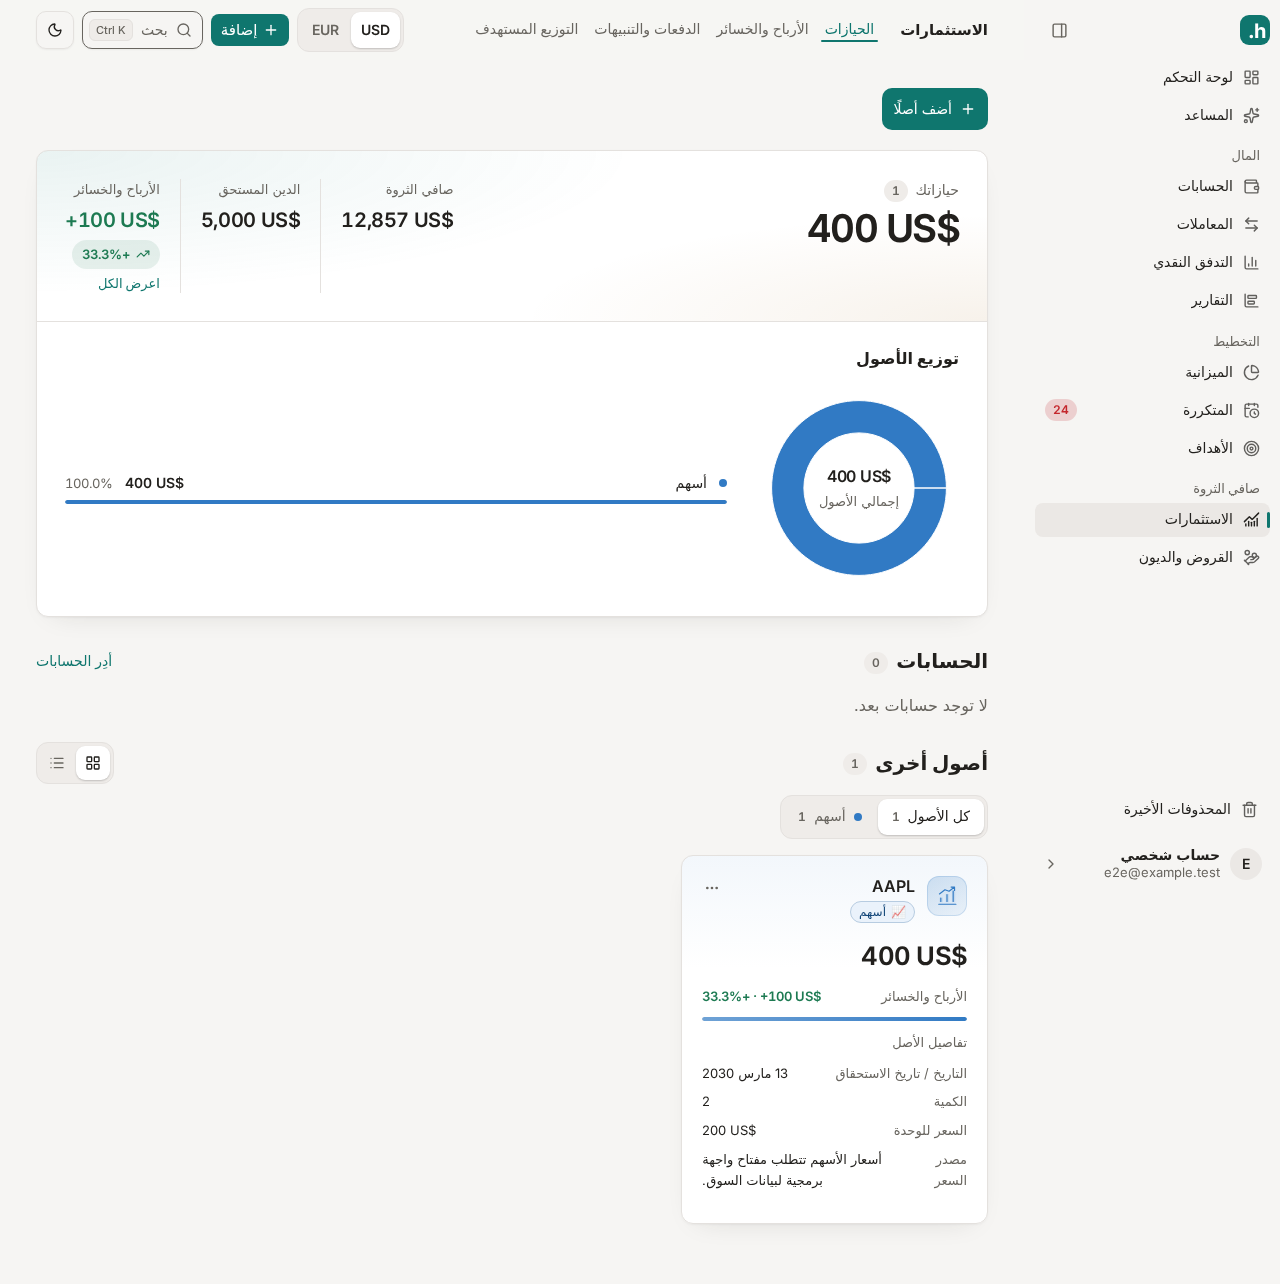 .h
لوحة التحكم
المساعد
المال
الحسابات
المعاملات
التدفق النقدي
التقارير
التخطيط
الميزانية
المتكررة 24
الأهداف
صافي الثروة
الاستثمارات
القروض والديون
المحذوفات الأخيرة
E
حساب شخصي
e2e@example.test
الاستثمارات الحيازات الأرباح والخسائر الدفعات والتنبيهات التوزيع المستهدف
USD EUR
إضافة
بحث Ctrl K
أضف أصلًا
حيازاتك 1
400 US$
صافي الثروة
12,857 US$
الدين المستحق
5,000 US$
الأرباح والخسائر
+100 US$
33.3%+
اعرض الكل
توزيع الأصول
400 US$
إجمالي الأصول
أسهم 400 US$ 100.0%
الحسابات 0
أدِر الحسابات
لا توجد حسابات بعد.
أصول أخرى 1
كل الأصول 1 أسهم 1
AAPL
📈 أسهم
400 US$
الأرباح والخسائر 33.3%+ · +100 US$
تفاصيل الأصل
التاريخ / تاريخ الاستحقاق 13 مارس 2030
الكمية 2
السعر للوحدة 200 US$
مصدر السعر أسعار الأسهم تتطلب مفتاح واجهة
برمجية لبيانات السوق.